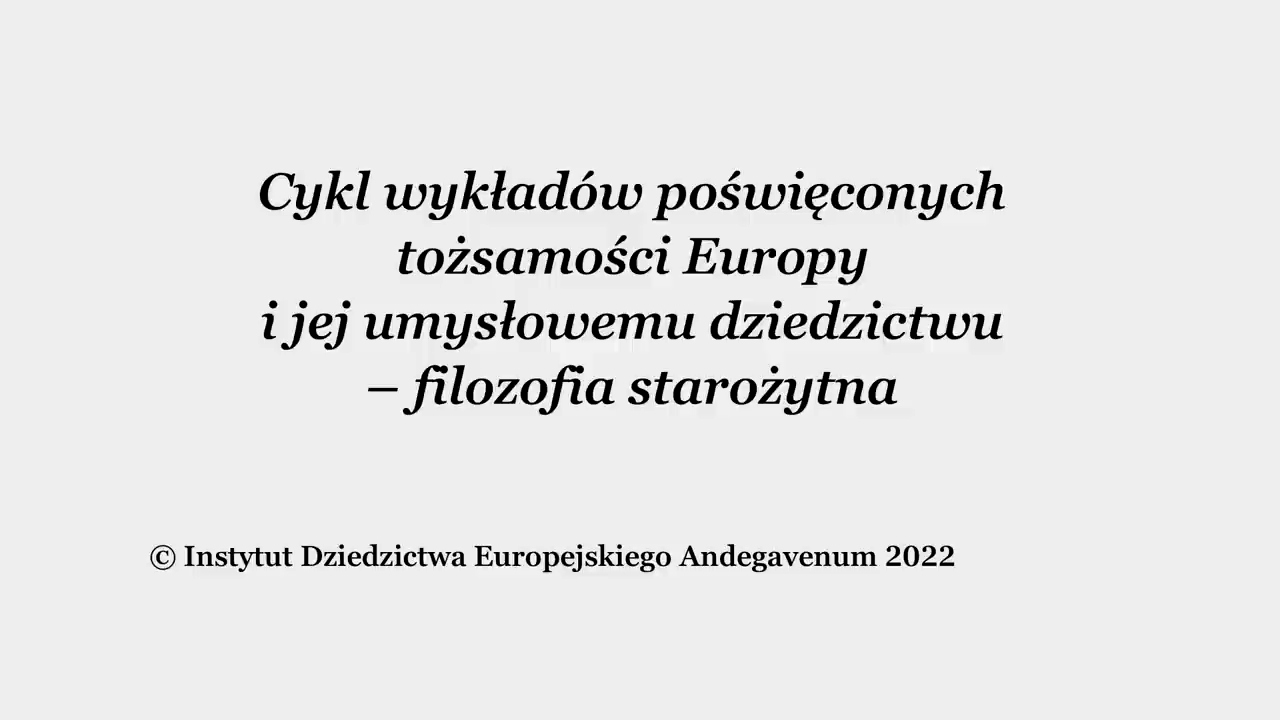 Cykl wykładów poświęconych
tożsamości Europy
i jej umysłowemu dziedzictwu
– filozofia starożytna
© Instytut Dziedzictwa Europejskiego Andegavenum 2022